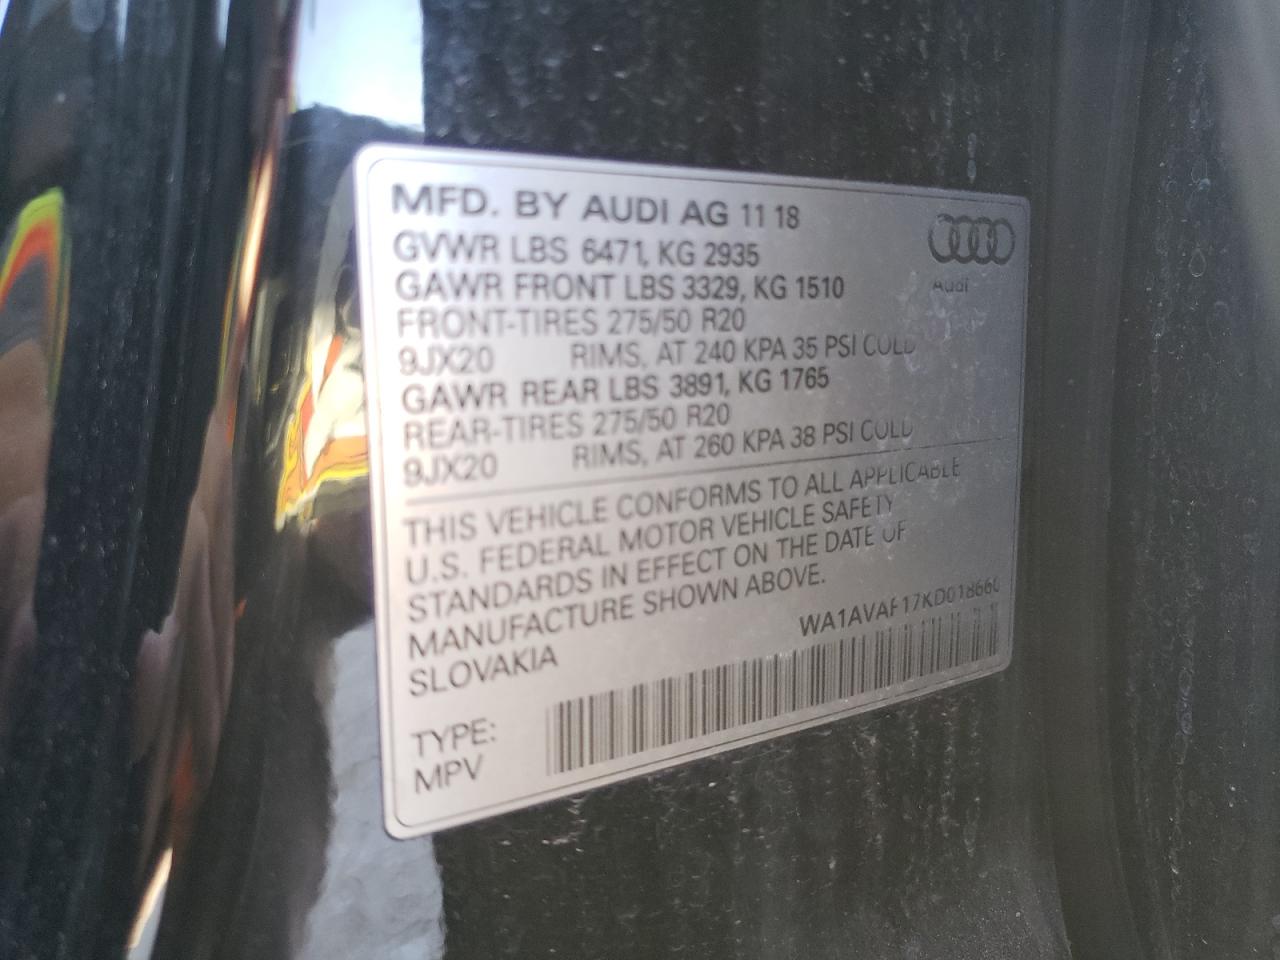 MFD. BY AUDI AG 11 18
GVWR LBS 6471, KG 2935
GAWR FRONT LBS 3329, KG 1510
FRONT-TIRES 275/50 R20
9JX20 RIMS, AT 240 KPA 35 PSI COLD
GAWR REAR LBS 3891, KG 1765
REAR-TIRES 275/50 R20
9JX20 RIMS, AT 260 KPA 38 PSI COLD
THIS VEHICLE CONFORMS TO ALL APPLICABLE
U.S. FEDERAL MOTOR VEHICLE SAFETY
STANDARDS IN EFFECT ON THE DATE OF
MANUFACTURE SHOWN ABOVE.
SLOVAKIA
TYPE:
MPV
Audi